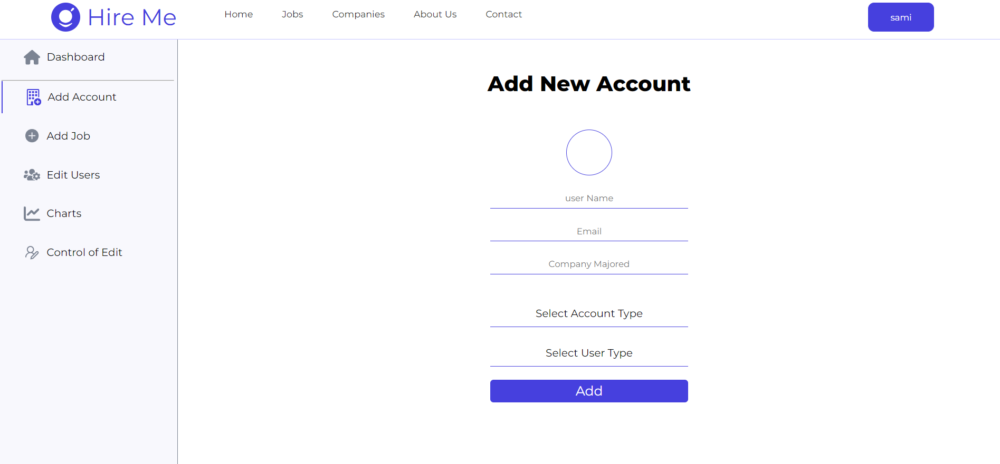 Hire Me
Home
Jobs
Companies
About Us
Contact
sami
Dashboard
Add Account
Add Job
Edit Users
Charts
Control of Edit
Add New Account
user Name
Email
Company Majored
Select Account Type
Select User Type
Add